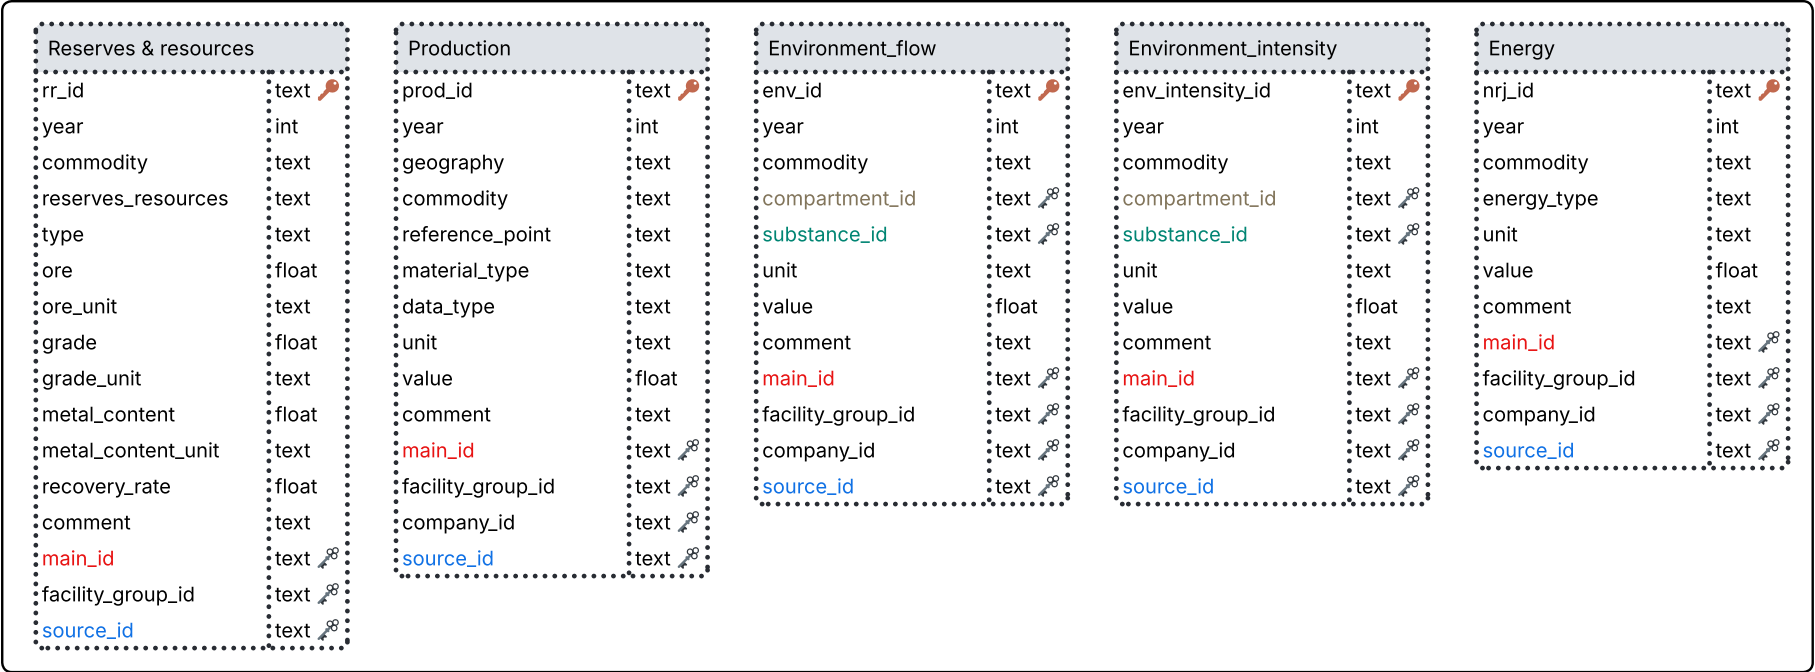 Reserves & resources
rr_id text
year int
commodity text
reserves_resources text
type text
ore float
ore_unit text
grade float
grade_unit text
metal_content float
metal_content_unit text
recovery_rate float
comment text
main_id text
facility_group_id text
source_id text
Production
prod_id text
year int
geography text
commodity text
reference_point text
material_type text
data_type text
unit text
value float
comment text
main_id text
facility_group_id text
company_id text
source_id text
Environment_flow
env_id text
year int
commodity text
compartment_id text
substance_id text
unit text
value float
comment text
main_id text
facility_group_id text
company_id text
source_id text
Environment_intensity
env_intensity_id text
year int
commodity text
compartment_id text
substance_id text
unit text
value float
comment text
main_id text
facility_group_id text
company_id text
source_id text
Energy
nrj_id text
year int
commodity text
energy_type text
unit text
value float
comment text
main_id text
facility_group_id text
company_id text
source_id text